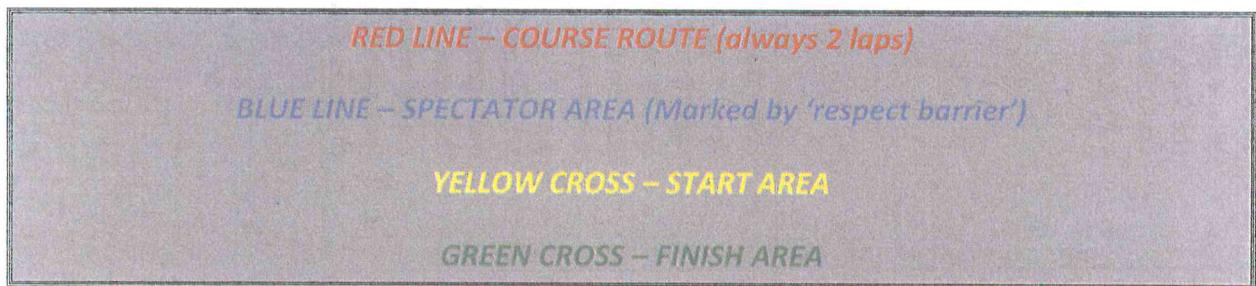 RED LINE – COURSE ROUTE (always 2 laps)
BLUE LINE – SPECTATOR AREA (Marked by ‘respect barrier’)
YELLOW CROSS – START AREA
GREEN CROSS – FINISH AREA